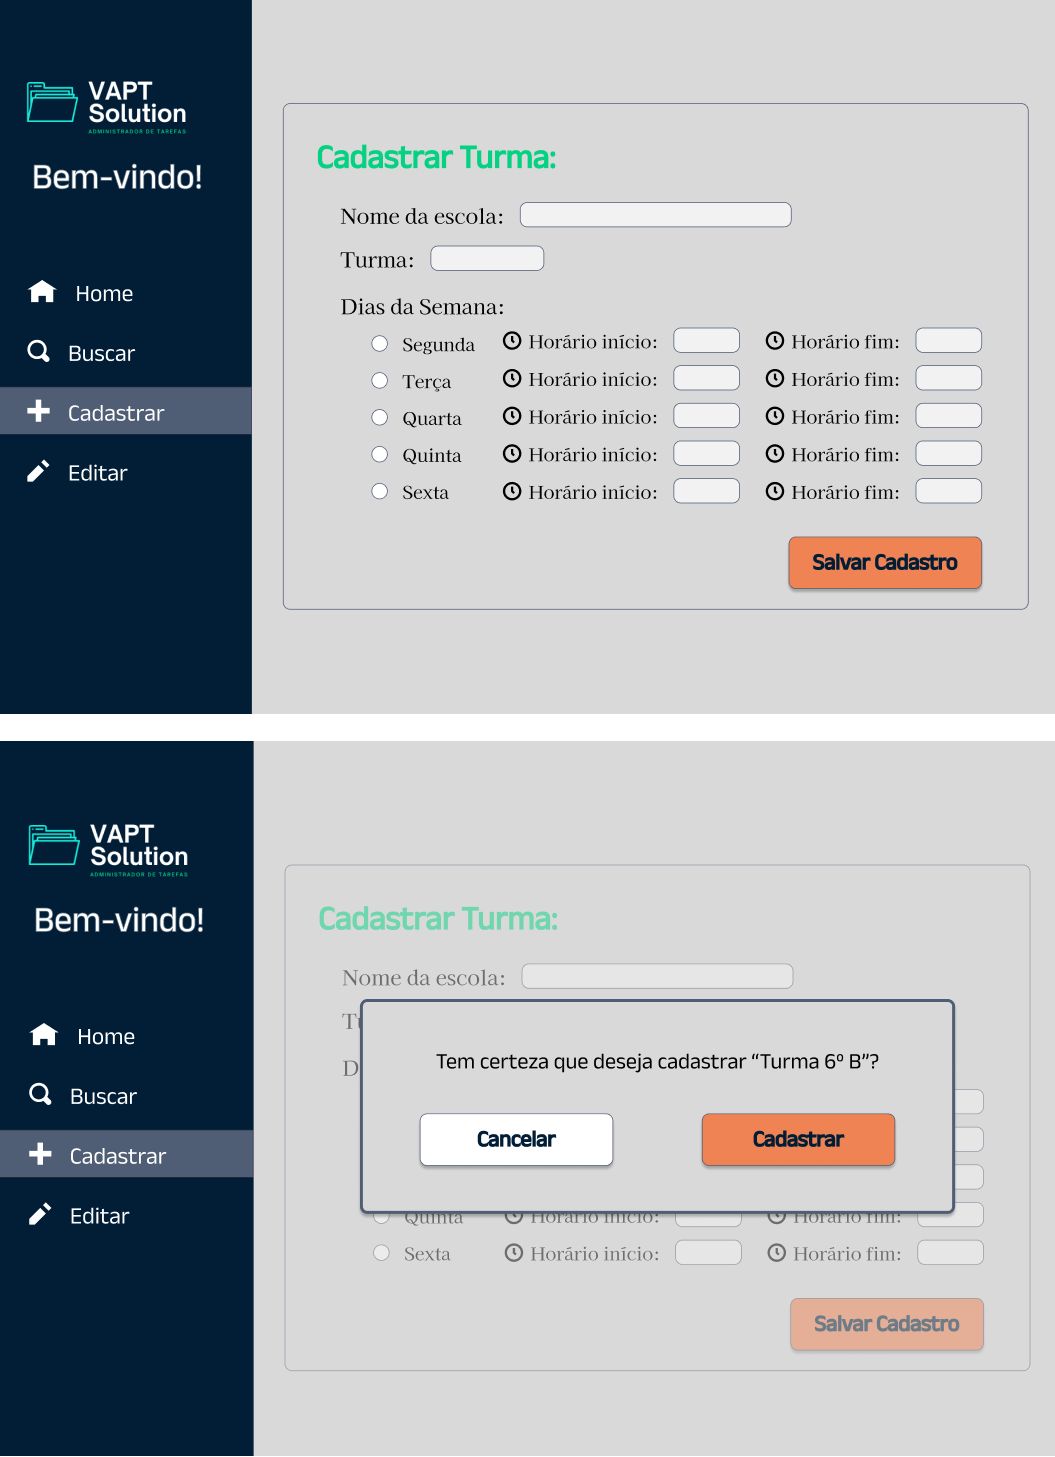 VAPT
Solution
ADMINISTRADOR DE TAREFAS
Bem-vindo!
Home
Buscar
Cadastrar
Editar
Cadastrar Turma:
Nome da escola:
Turma:
Dias da Semana:
Segunda Horário início: Horário fim:
Terça Horário início: Horário fim:
Quarta Horário início: Horário fim:
Quinta Horário início: Horário fim:
Sexta Horário início: Horário fim:
Salvar Cadastro
VAPT
Solution
ADMINISTRADOR DE TAREFAS
Bem-vindo!
Home
Buscar
Cadastrar
Editar
Cadastrar Turma:
Nome da escola:
Tu
D
Tem certeza que deseja cadastrar “Turma 6º B”?
Cancelar Cadastrar
Quinta Horário início: Horário fim:
Sexta Horário início: Horário fim:
Salvar Cadastro